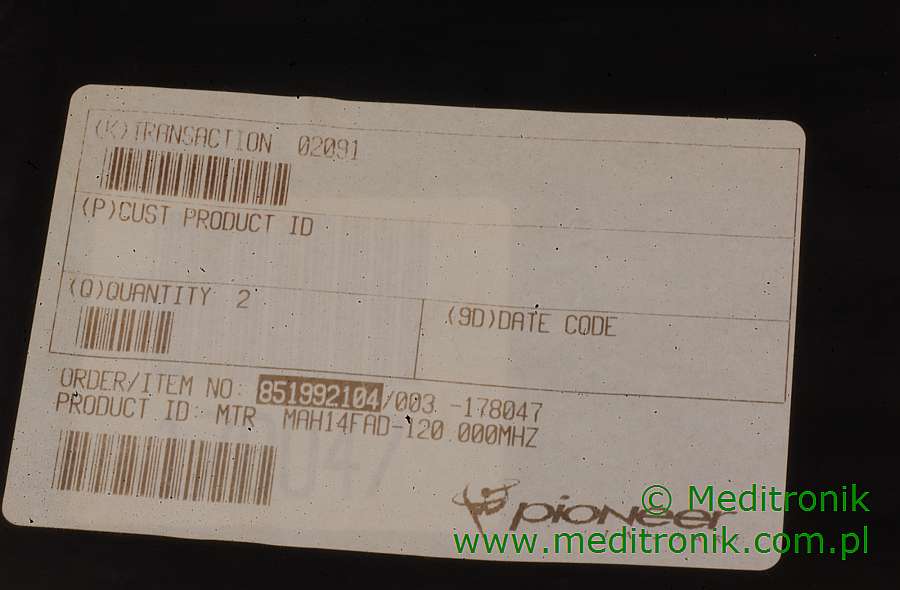 (K)TRANSACTION 02091
(P)CUST PRODUCT ID
(Q)QUANTITY 2
(9D)DATE CODE
ORDER/ITEM NO: 851992104/003 -178047
PRODUCT ID: MTR MAH14FAD-120.000MHZ
pioneer
© Meditronik
www.meditronik.com.pl